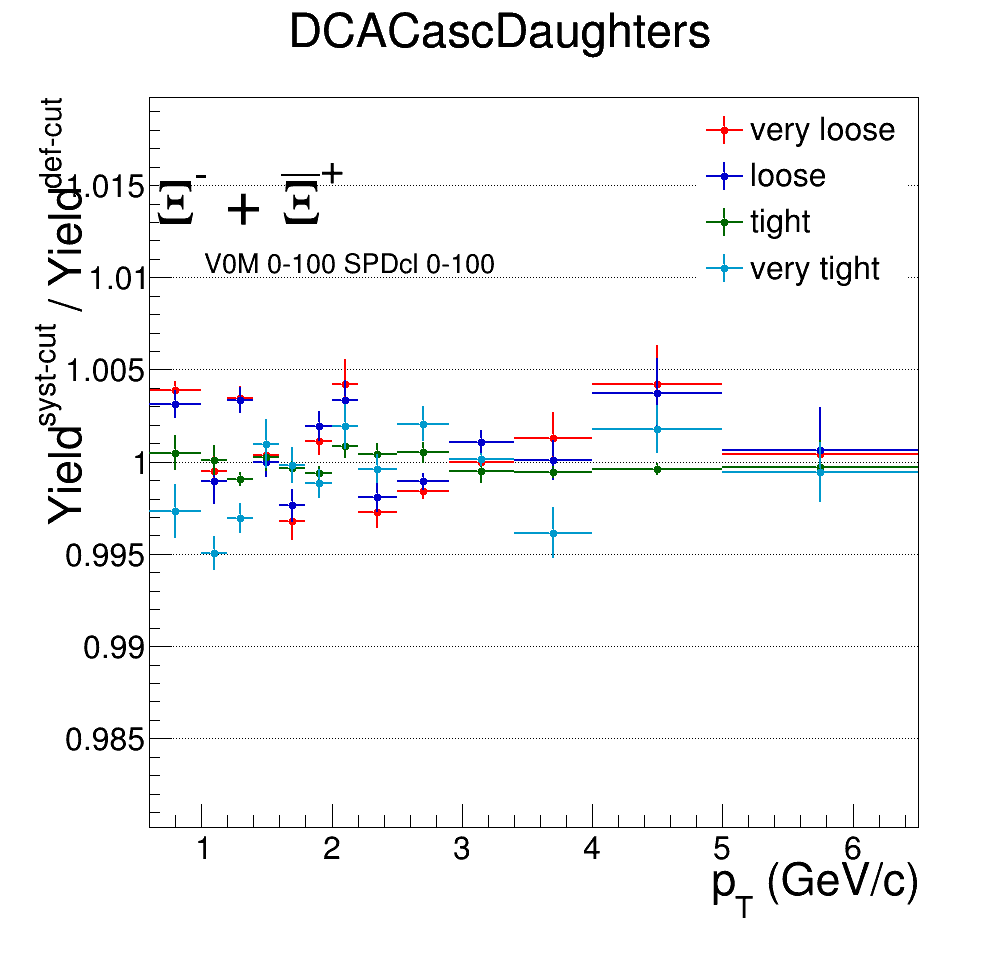 DCACascDaughters
Yield^syst-cut / Yield^def-cut
Ξ⁻ + Ξ̅⁺
V0M 0-100 SPDcl 0-100
very loose
loose
tight
very tight
1.015
1.01
1.005
1
0.995
0.99
0.985
1 2 3 4 5 6
p_T (GeV/c)